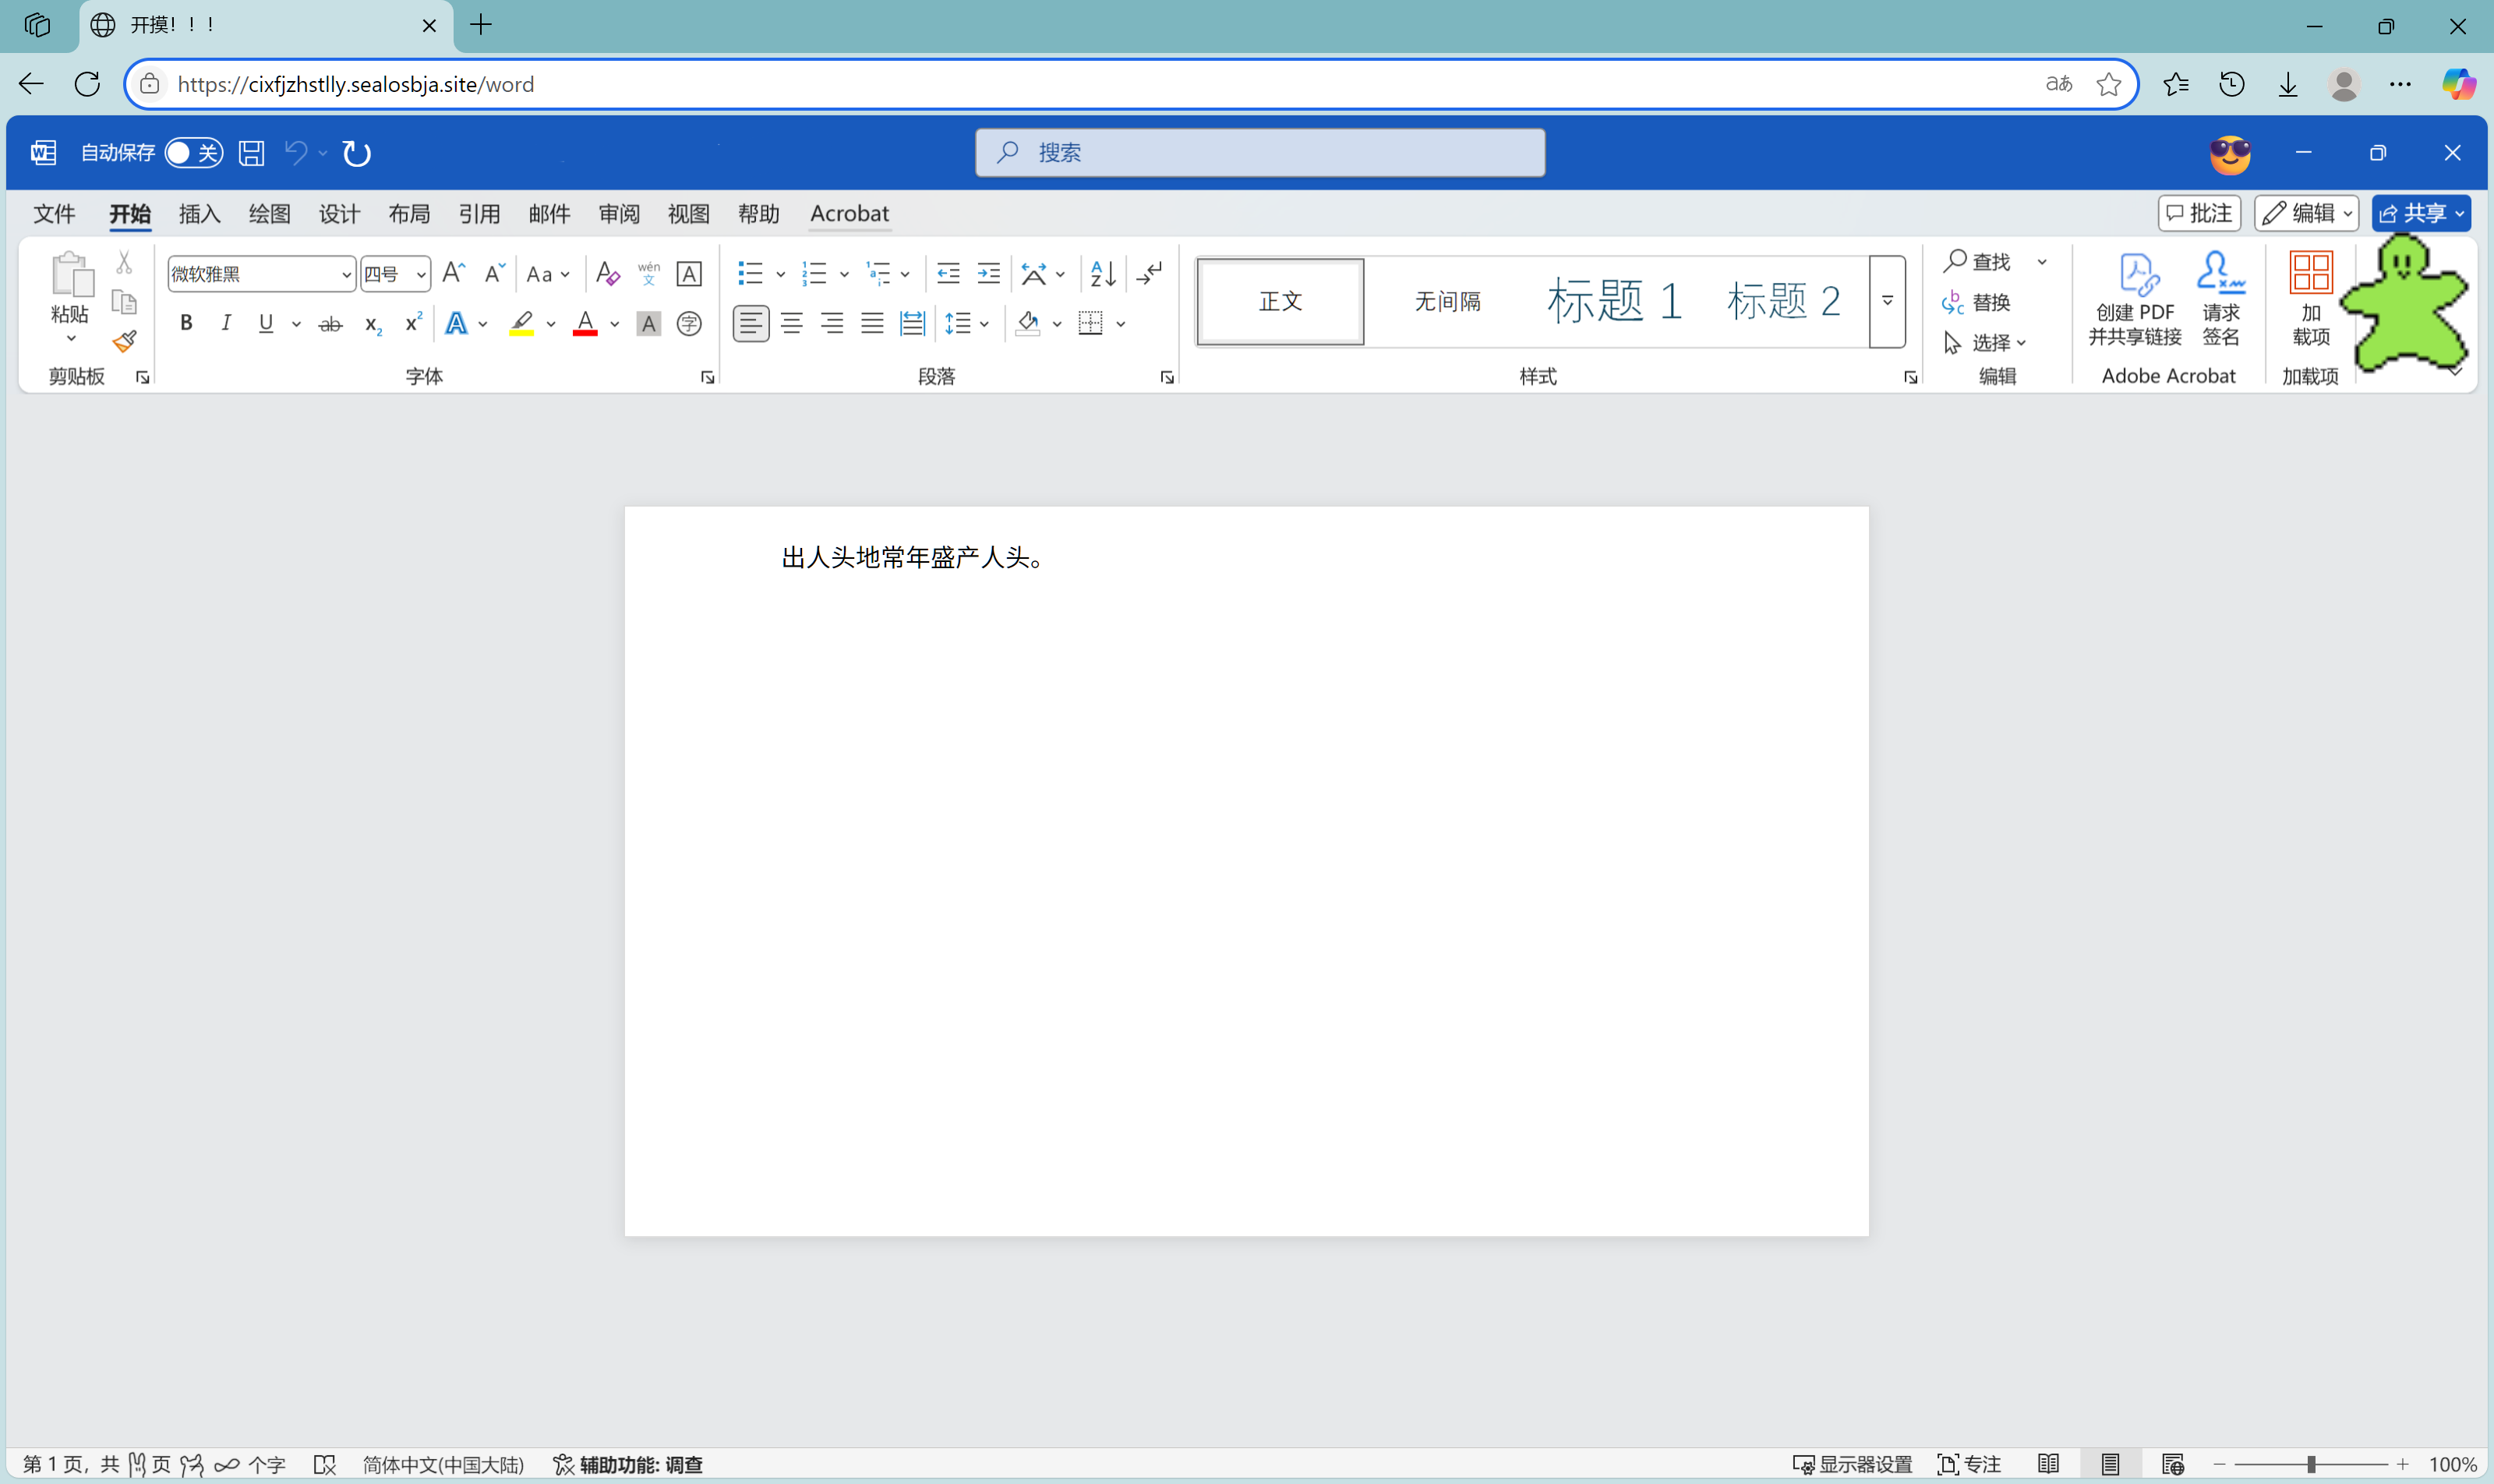 开摸！！！
https://cixfjzhstlly.sealosbja.site/word
自动保存 关 搜索
文件 开始 插入 绘图 设计 布局 引用 邮件 审阅 视图 帮助 Acrobat 批注 编辑 共享
粘贴
剪贴板
微软雅黑 四号 Aa wén 文 A
B I U ab x₂ x² A A A 字
字体
段落
正文 无间隔 标题 1 标题 2
样式
查找
替换
选择
编辑
创建 PDF
并共享链接
请求
签名
Adobe Acrobat
加
载项
加载项
出人头地常年盛产人头。
第 1 页，共 页 个字 简体中文(中国大陆) 辅助功能: 调查 显示器设置 专注 100%